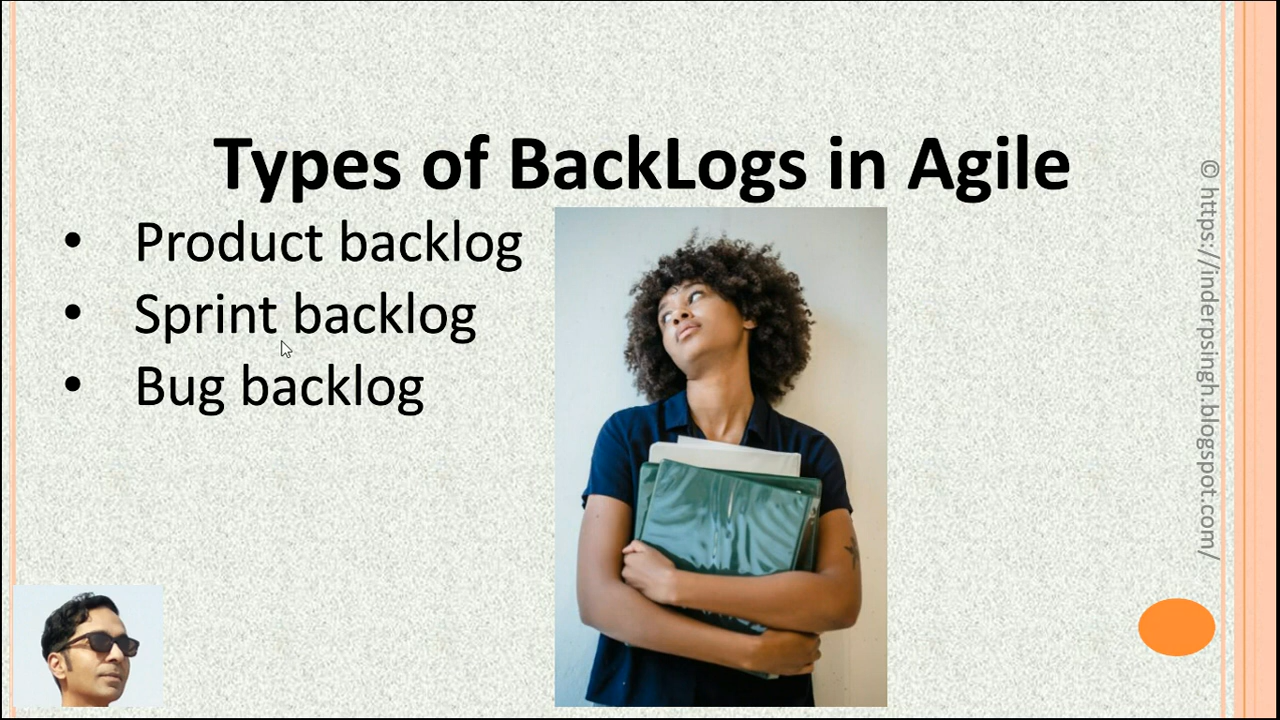 Types of BackLogs in Agile
• Product backlog
• Sprint backlog
• Bug backlog
© https://inderpsingh.blogspot.com/